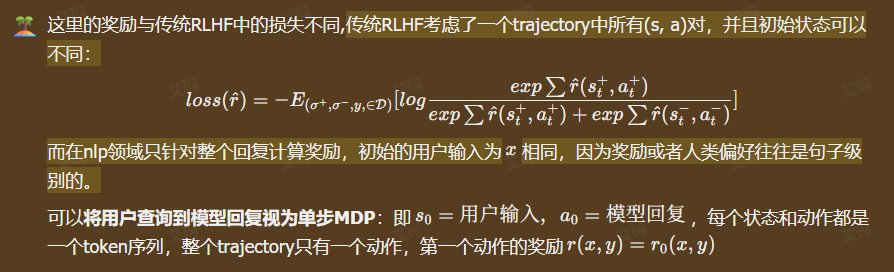 这里的奖励与传统RLHF中的损失不同,传统RLHF考虑了一个trajectory中所有(s, a)对，并且初始状态可以
不同：
loss(r̂) = −E_{(σ⁺,σ⁻,y,∈𝒟)}[log \frac{exp ∑ r̂(s_t⁺, a_t⁺)}{exp ∑ r̂(s_t⁺, a_t⁺) + exp ∑ r̂(s_t⁻, a_t⁻)}]
而在nlp领域只针对整个回复计算奖励，初始的用户输入为 x 相同，因为奖励或者人类偏好往往是句子级
别的。
可以将用户查询到模型回复视为单步MDP：即 s₀ = 用户输入， a₀ = 模型回复 ，每个状态和动作都是
一个token序列，整个trajectory只有一个动作，第一个动作的奖励 r(x, y) = r₀(x, y)